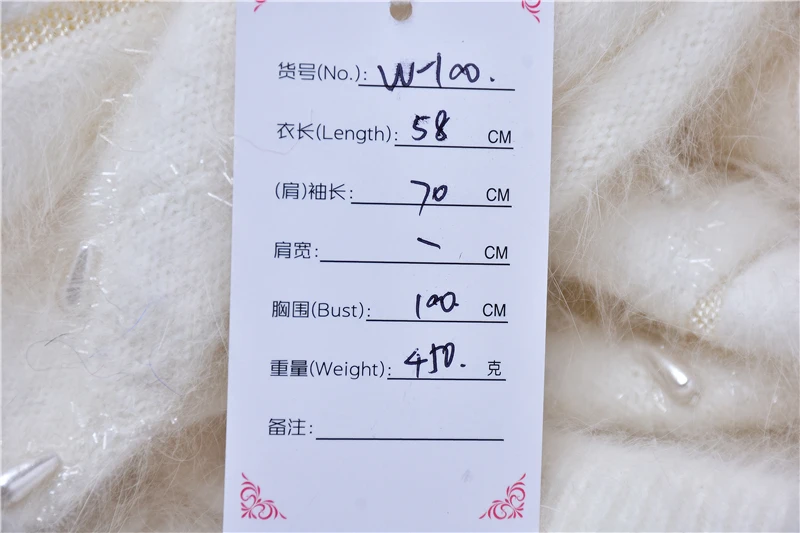 货号(No.): W-100.
衣长(Length): 58 CM
(肩)袖长: 70 CM
肩宽: - CM
胸围(Bust): 100 CM
重量(Weight): 450. 克
备注: